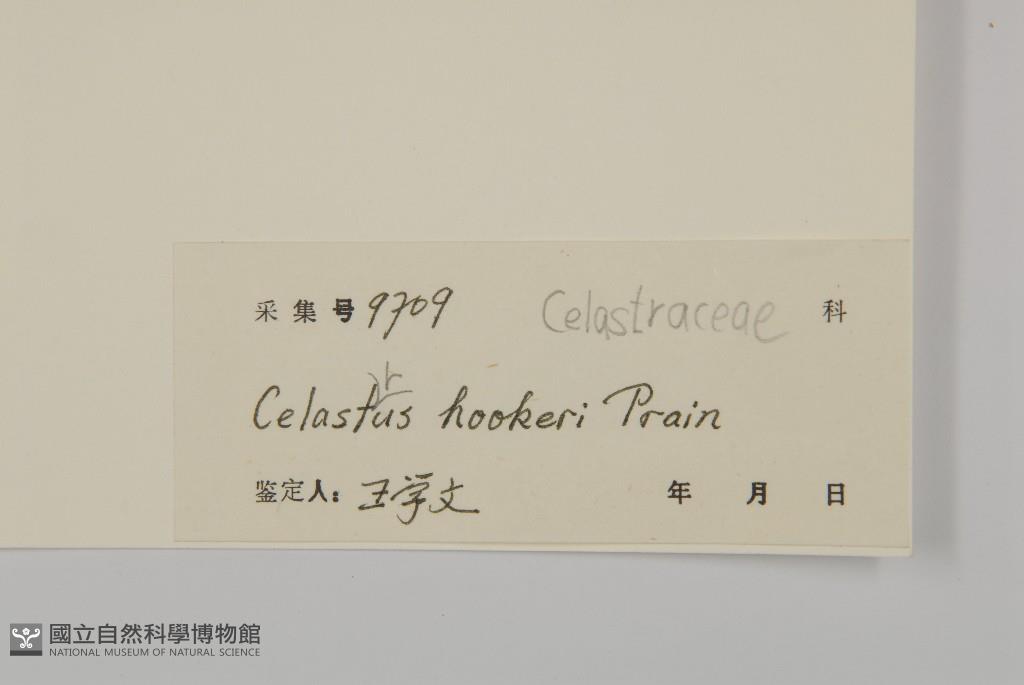 采集号 9709 Celastraceae 科
r
Celastus hookeri Prain
鉴定人: 王学文 年 月 日
國立自然科學博物館
NATIONAL MUSEUM OF NATURAL SCIENCE